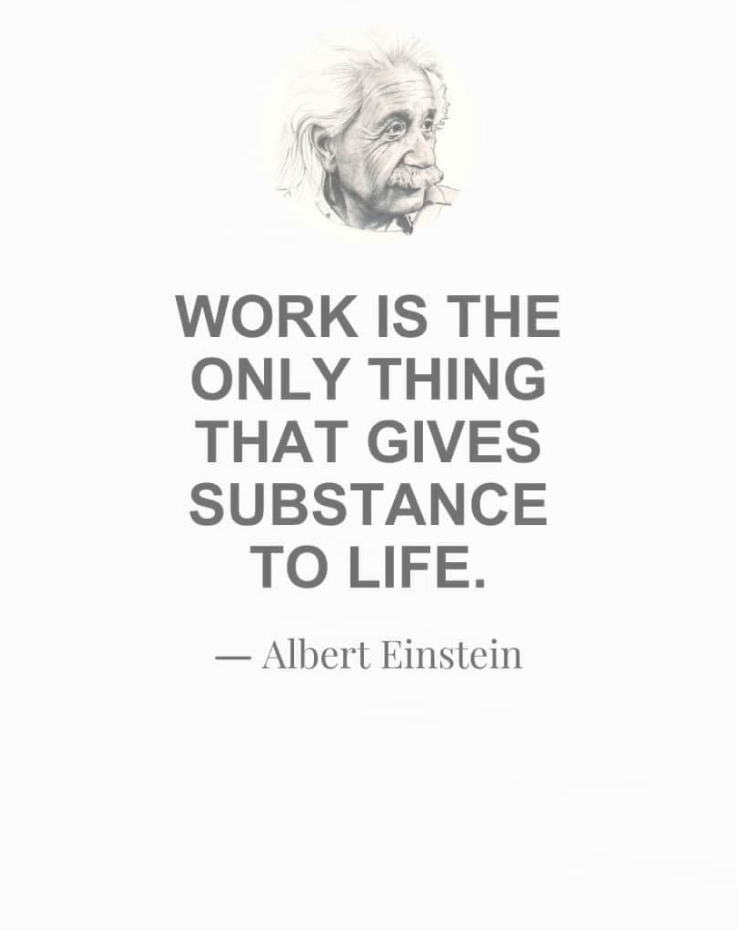 WORK IS THE
ONLY THING
THAT GIVES
SUBSTANCE
TO LIFE.
— Albert Einstein